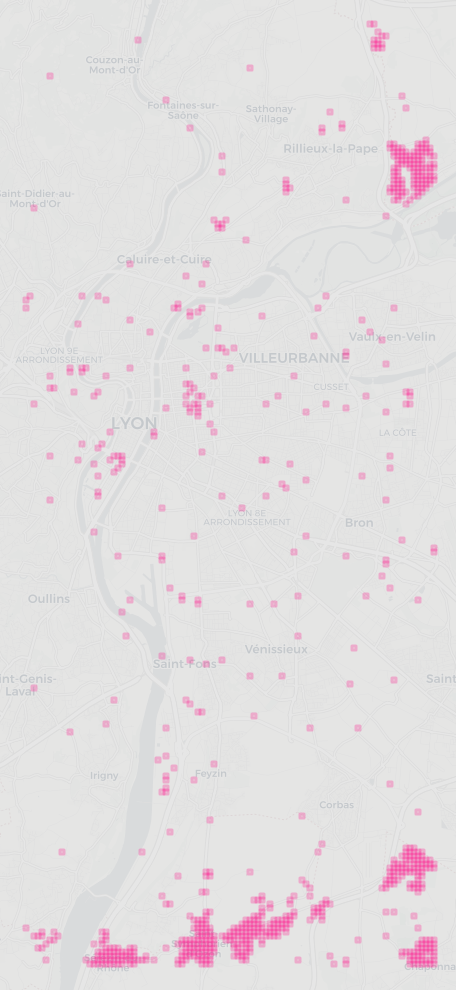 Couzon-au-
Mont-d'Or
Fontaines-sur-
Saône
Sathonay-
Village
Rillieux-la-Pape
Saint-Didier-au-
Mont-d'Or
Caluire-et-Cuire
LYON 9E
ARRONDISSEMENT
VILLEURBANNE
Vaulx-en-Velin
CUSSET
LYON
LA CÔTE
LYON 8E
ARRONDISSEMENT
Bron
Oullins
Vénissieux
Saint-Fons
int-Genis-
Laval
Saint
Irigny
Feyzin
Corbas
Rhône